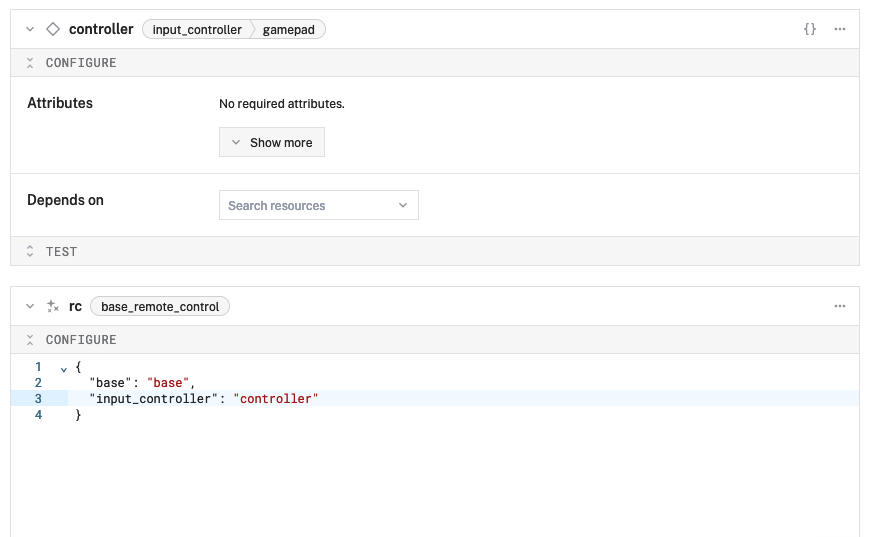 controller input_controller gamepad {} ...
CONFIGURE
Attributes No required attributes.
Show more
Depends on Search resources
TEST
rc base_remote_control ...
CONFIGURE
1 {
2 "base": "base",
3 "input_controller": "controller"
4 }